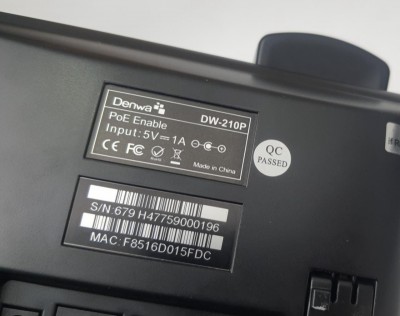 Denwa
DW-210P
PoE Enable
Input: 5V⎓1A
CE FC
RoHS
Made in China
QC
PASSED
S/N:679 H47759000196
MAC: F8516D015FDC